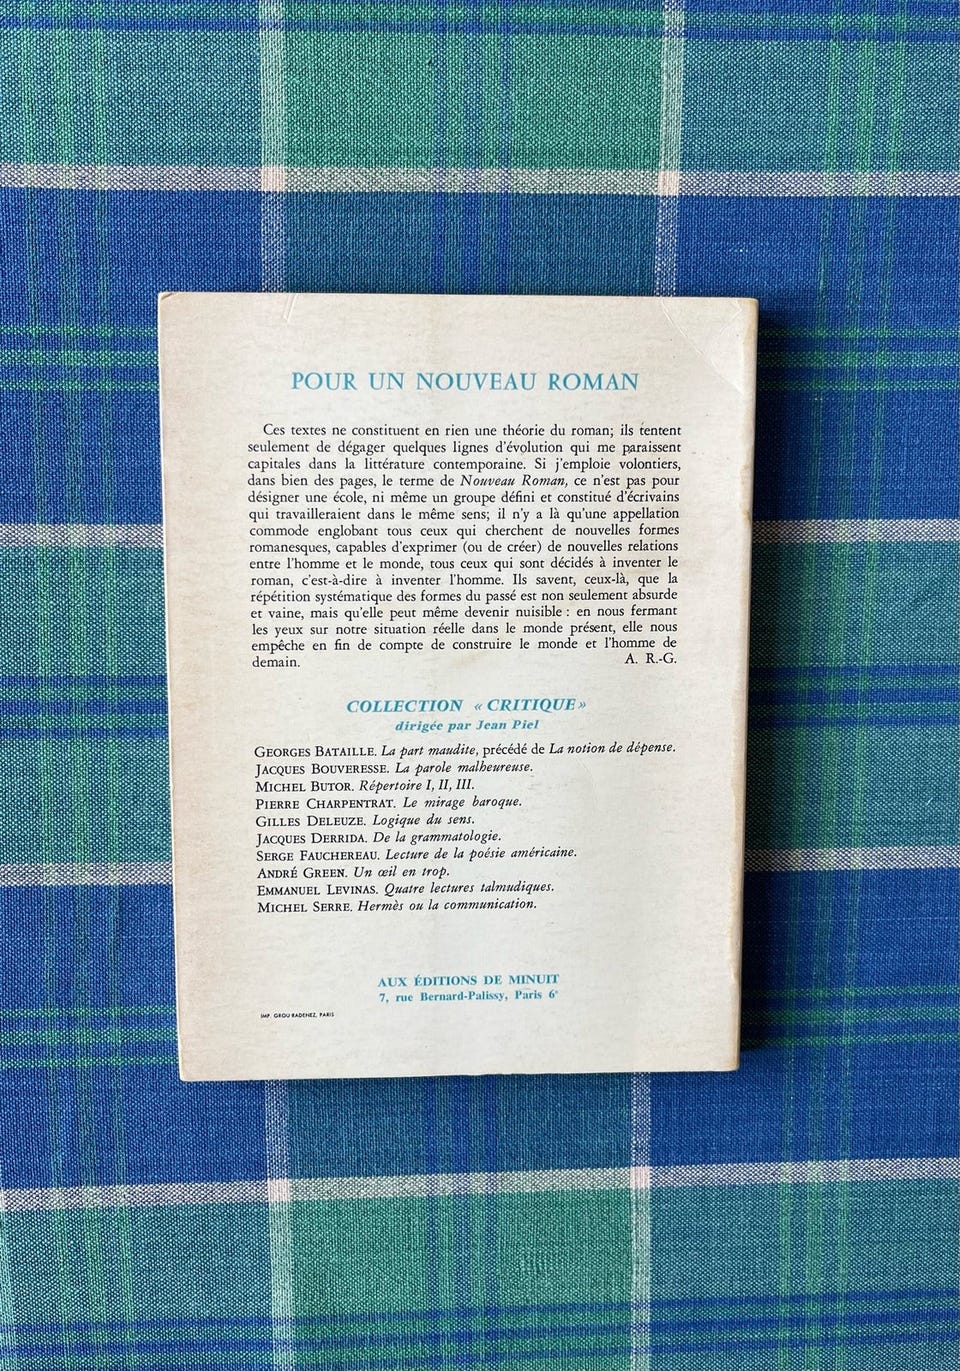 POUR UN NOUVEAU ROMAN
Ces textes ne constituent en rien une théorie du roman; ils tentent
seulement de dégager quelques lignes d'évolution qui me paraissent
capitales dans la littérature contemporaine. Si j'emploie volontiers,
dans bien des pages, le terme de Nouveau Roman, ce n'est pas pour
désigner une école, ni même un groupe défini et constitué d'écrivains
qui travailleraient dans le même sens; il n'y a là qu'une appellation
commode englobant tous ceux qui cherchent de nouvelles formes
romanesques, capables d'exprimer (ou de créer) de nouvelles relations
entre l'homme et le monde, tous ceux qui sont décidés à inventer le
roman, c'est-à-dire à inventer l'homme. Ils savent, ceux-là, que la
répétition systématique des formes du passé est non seulement absurde
et vaine, mais qu'elle peut même devenir nuisible : en nous fermant
les yeux sur notre situation réelle dans le monde présent, elle nous
empêche en fin de compte de construire le monde et l'homme de
demain. A. R.-G.
COLLECTION « CRITIQUE »
dirigée par Jean Piel
GEORGES BATAILLE. La part maudite, précédé de La notion de dépense.
JACQUES BOUVERESSE. La parole malheureuse.
MICHEL BUTOR. Répertoire I, II, III.
PIERRE CHARPENTRAT. Le mirage baroque.
GILLES DELEUZE. Logique du sens.
JACQUES DERRIDA. De la grammatologie.
SERGE FAUCHEREAU. Lecture de la poésie américaine.
ANDRÉ GREEN. Un œil en trop.
EMMANUEL LEVINAS. Quatre lectures talmudiques.
MICHEL SERRE. Hermès ou la communication.
AUX ÉDITIONS DE MINUIT
7, rue Bernard-Palissy, Paris 6e
IMP. GROU-RADENEZ, PARIS